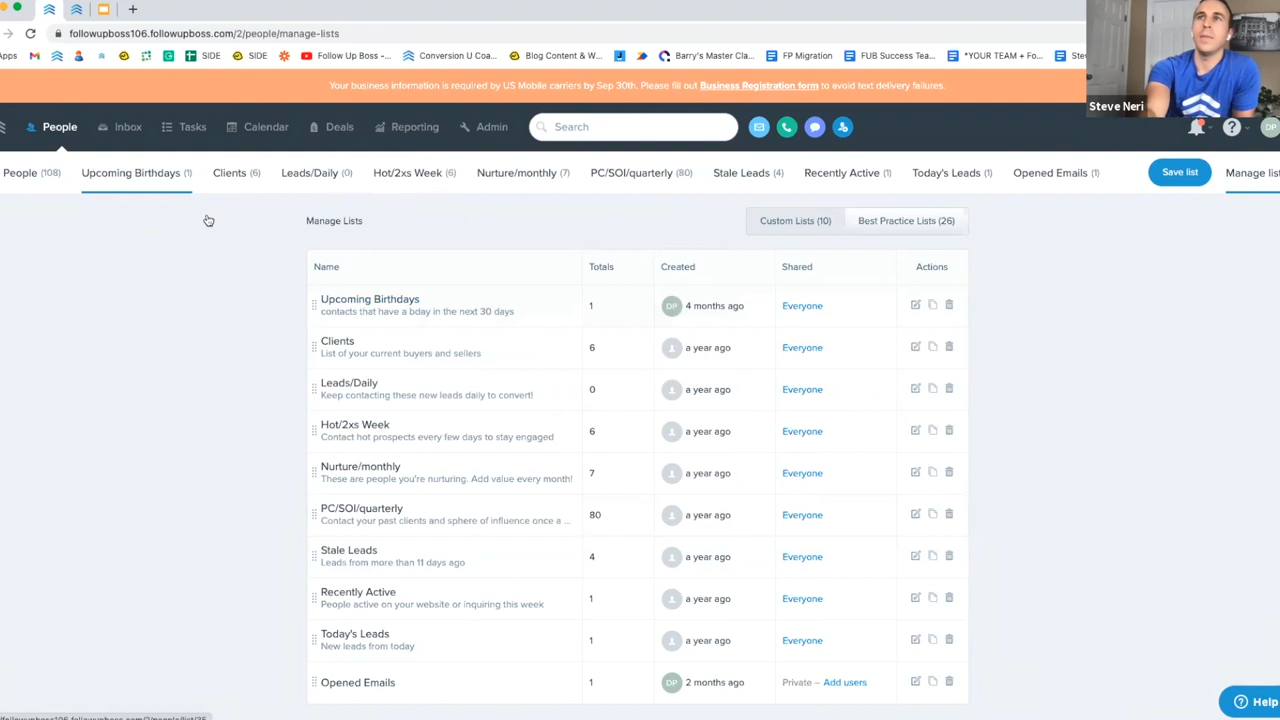 followupboss106.followupboss.com/2/people/manage-lists
Apps SIDE SIDE Follow Up Boss -... Conversion U Coa... Blog Content & W... Barry's Master Cla... FP Migration FUB Success Tea... *YOUR TEAM + Fo...
Your business information is required by US Mobile carriers by Sep 30th. Please fill out Business Registration form to avoid text delivery failures.
Steve Neri
People Inbox Tasks Calendar Deals Reporting Admin Search DP
People (108) Upcoming Birthdays (1) Clients (6) Leads/Daily (0) Hot/2xs Week (6) Nurture/monthly (7) PC/SOI/quarterly (80) Stale Leads (4) Recently Active (1) Today's Leads (1) Opened Emails (1) Save list Manage list
Manage Lists Custom Lists (10) Best Practice Lists (26)
Name Totals Created Shared Actions
Upcoming Birthdays 1 DP 4 months ago Everyone
contacts that have a bday in the next 30 days
Clients 6 a year ago Everyone
List of your current buyers and sellers
Leads/Daily 0 a year ago Everyone
Keep contacting these new leads daily to convert!
Hot/2xs Week 6 a year ago Everyone
Contact hot prospects every few days to stay engaged
Nurture/monthly 7 a year ago Everyone
These are people you're nurturing. Add value every month!
PC/SOI/quarterly 80 a year ago Everyone
Contact your past clients and sphere of influence once a ...
Stale Leads 4 a year ago Everyone
Leads from more than 11 days ago
Recently Active 1 a year ago Everyone
People active on your website or inquiring this week
Today's Leads 1 a year ago Everyone
New leads from today
Opened Emails 1 DP 2 months ago Private – Add users
Help